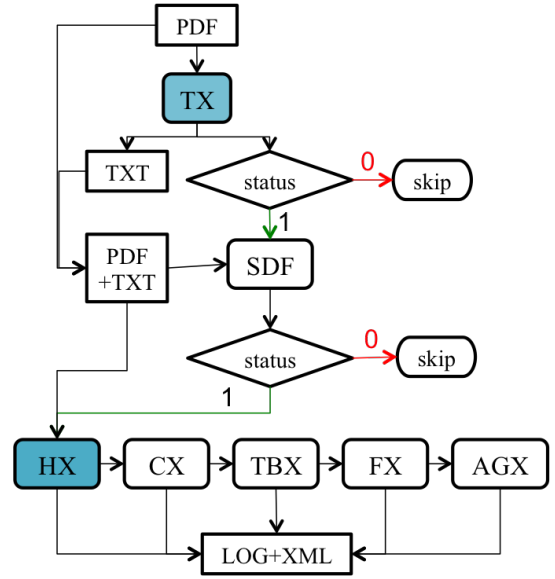 PDF
TX
TXT
status
0
skip
1
PDF
+TXT
SDF
status
0
skip
1
HX
CX
TBX
FX
AGX
LOG+XML